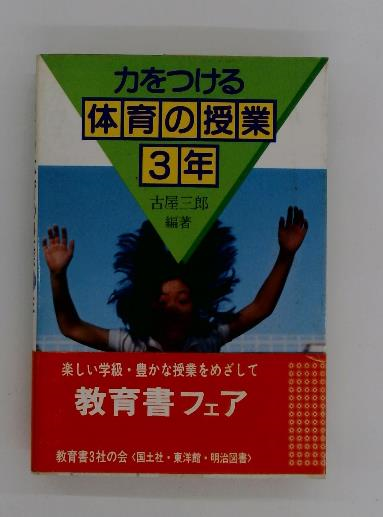 力をつける
体育の授業
3年
古屋三郎
編著
楽しい学級・豊かな授業をめざして
教育書フェア
教育書3社の会〈国土社・東洋館・明治図書〉